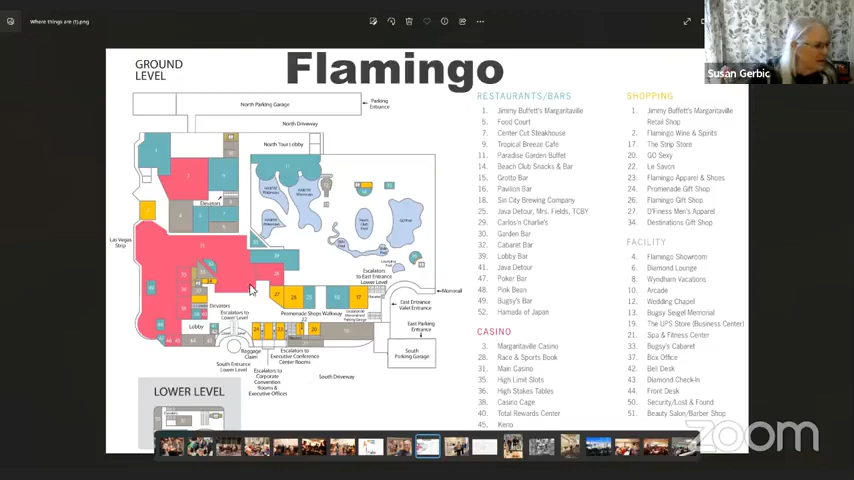 Where things are (1).png
Susan Gerbic
GROUND
LEVEL
Flamingo
North Parking Garage
Parking
Entrance
North Driveway
North Tour Lobby
Elevators
Las Vegas
Strip
Escalators
to East Entrance
Lower Level
Monorail
East Entrance
Valet Entrance
Promenade Shops Walkway
Elevators
Escalators to
Lower Level
Lobby
East Parking
Entrance
Baggage
Claim
South Entrance
Lower Level
Escalators to
Executive Conference
Center Rooms
South
Parking Garage
South Driveway
Escalators to
Corporate
Convention
Rooms &
Executive Offices
LOWER LEVEL
RESTAURANTS/BARS
1. Jimmy Buffett's Margaritaville
5. Food Court
7. Center Cut Steakhouse
9. Tropical Breeze Café
11. Paradise Garden Buffet
14. Beach Club Snacks & Bar
15. Grotto Bar
16. Pavilion Bar
18. Sin City Brewing Company
25. Java Detour, Mrs. Fields, TCBY
29. Carlos'n Charlie's
30. Garden Bar
32. Cabaret Bar
39. Lobby Bar
41. Java Detour
47. Poker Bar
48. Pink Bean
49. Bugsy's Bar
52. Hamada of Japan
CASINO
3. Margaritaville Casino
28. Race & Sports Book
31. Main Casino
35. High Limit Slots
36. High Stakes Tables
38. Casino Cage
40. Total Rewards Center
45. Keno
SHOPPING
1. Jimmy Buffett's Margaritaville
Retail Shop
2. Flamingo Wine & Spirits
17. The Strip Store
20. GO Sexy
22. Le Savon
23. Flamingo Apparel & Shoes
24. Promenade Gift Shop
26. Flamingo Gift Shop
27. O'Finess Men's Apparel
34. Destinations Gift Shop
FACILITY
4. Flamingo Showroom
6. Diamond Lounge
8. Wyndham Vacations
10. Arcade
12. Wedding Chapel
13. Bugsy Seigel Memorial
19. The UPS Store (Business Center)
21. Spa & Fitness Center
33. Bugsy's Cabaret
37. Box Office
42. Bell Desk
43. Diamond Check-In
44. Front Desk
50. Security/Lost & Found
51. Beauty Salon/Barber Shop
zoom